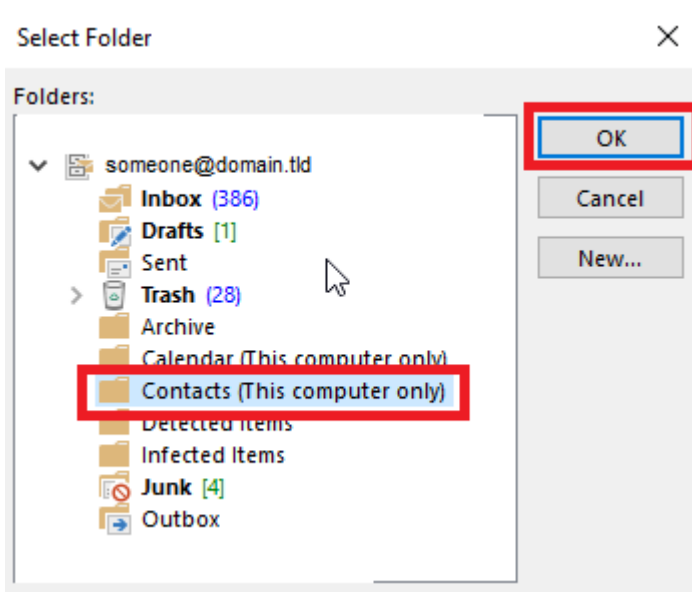 Select Folder
Folders:
someone@domain.tld
Inbox (386)
Drafts [1]
Sent
Trash (28)
Archive
Calendar (This computer only)
Contacts (This computer only)
Detected Items
Infected Items
Junk [4]
Outbox
OK
Cancel
New...